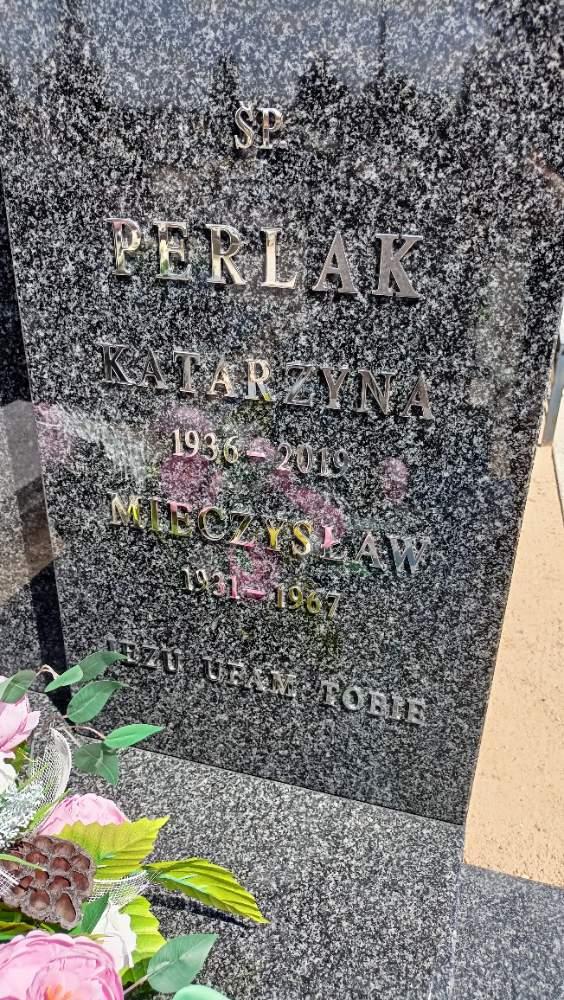 ŚP
PERLAK
KATARZYNA
1936 - 2019
MIECZYSŁAW
1931 - 1967
JEZU UFAM TOBIE